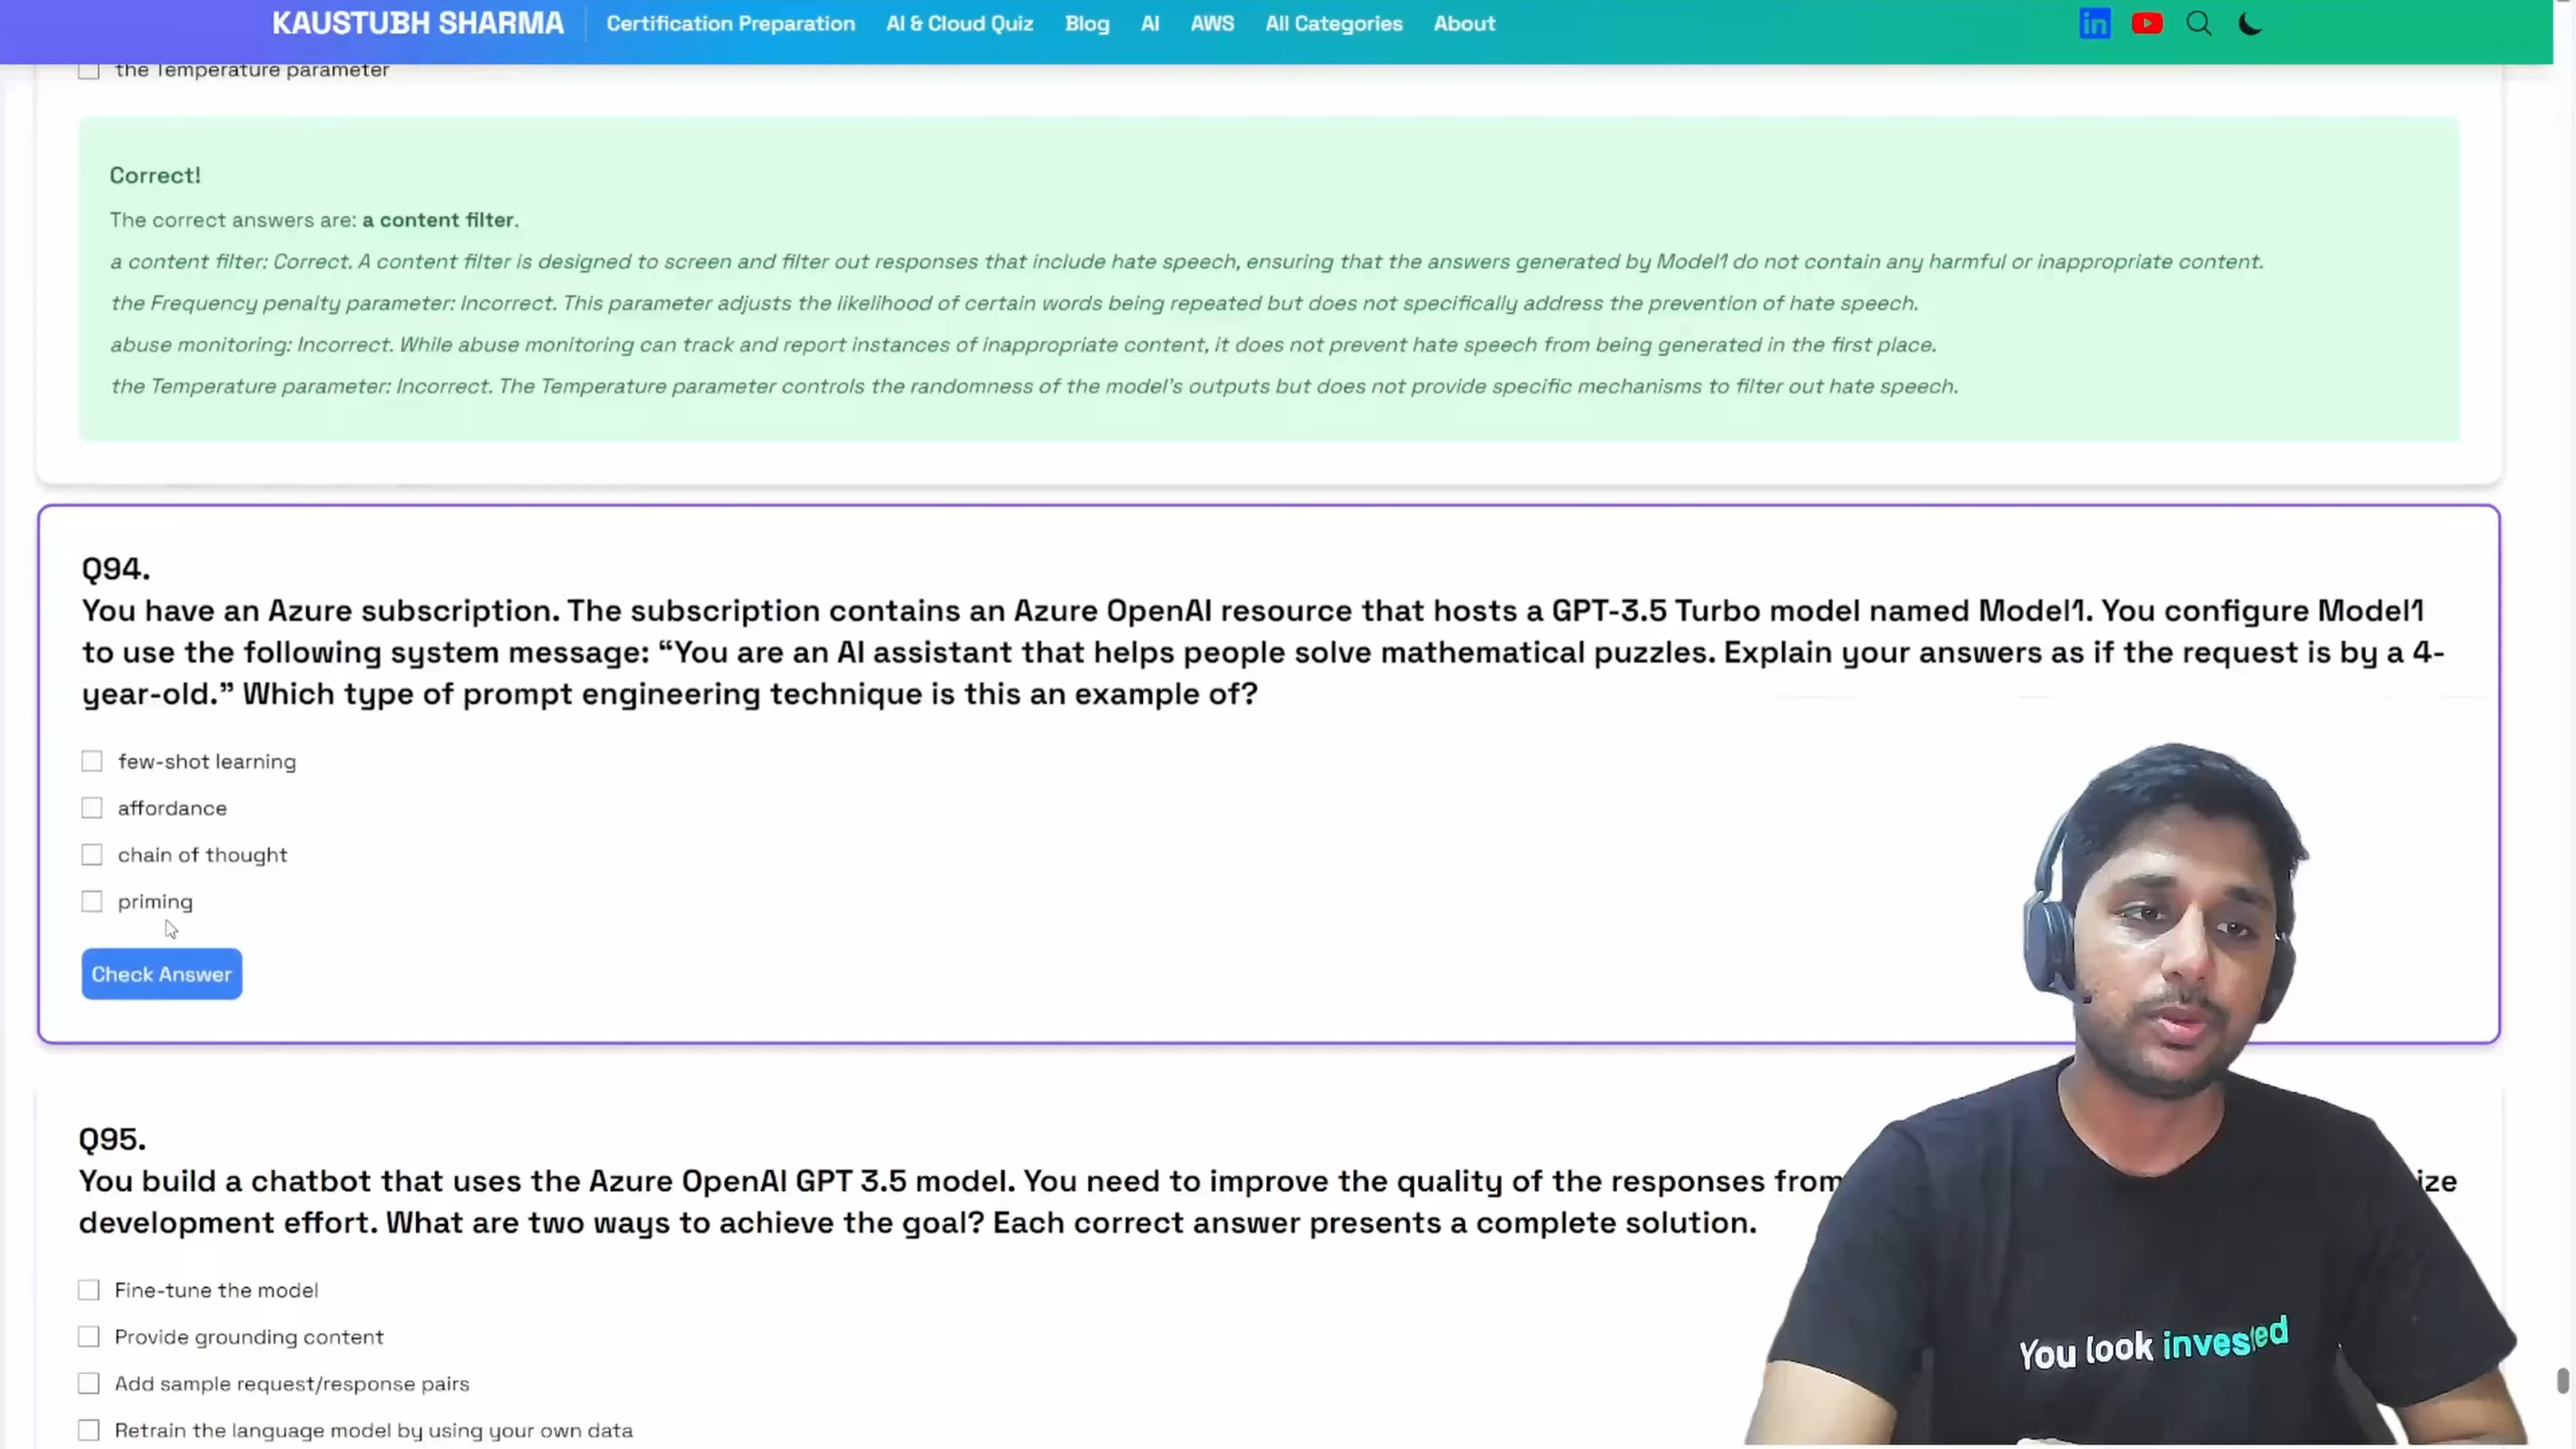 KAUSTUBH SHARMA
Certification Preparation
AI & Cloud Quiz
Blog
AI
AWS
All Categories
About
in
the Temperature parameter
Correct!
The correct answers are: a content filter.
a content filter: Correct. A content filter is designed to screen and filter out responses that include hate speech, ensuring that the answers generated by Model1 do not contain any harmful or inappropriate content.
the Frequency penalty parameter: Incorrect. This parameter adjusts the likelihood of certain words being repeated but does not specifically address the prevention of hate speech.
abuse monitoring: Incorrect. While abuse monitoring can track and report instances of inappropriate content, it does not prevent hate speech from being generated in the first place.
the Temperature parameter: Incorrect. The Temperature parameter controls the randomness of the model's outputs but does not provide specific mechanisms to filter out hate speech.
Q94.
You have an Azure subscription. The subscription contains an Azure OpenAI resource that hosts a GPT-3.5 Turbo model named Model1. You configure Model1
to use the following system message: “You are an AI assistant that helps people solve mathematical puzzles. Explain your answers as if the request is by a 4-
year-old.” Which type of prompt engineering technique is this an example of?
few-shot learning
affordance
chain of thought
priming
Check Answer
Q95.
You build a chatbot that uses the Azure OpenAI GPT 3.5 model. You need to improve the quality of the responses from
development effort. What are two ways to achieve the goal? Each correct answer presents a complete solution.
Fine-tune the model
Provide grounding content
Add sample request/response pairs
Retrain the language model by using your own data
You look invested